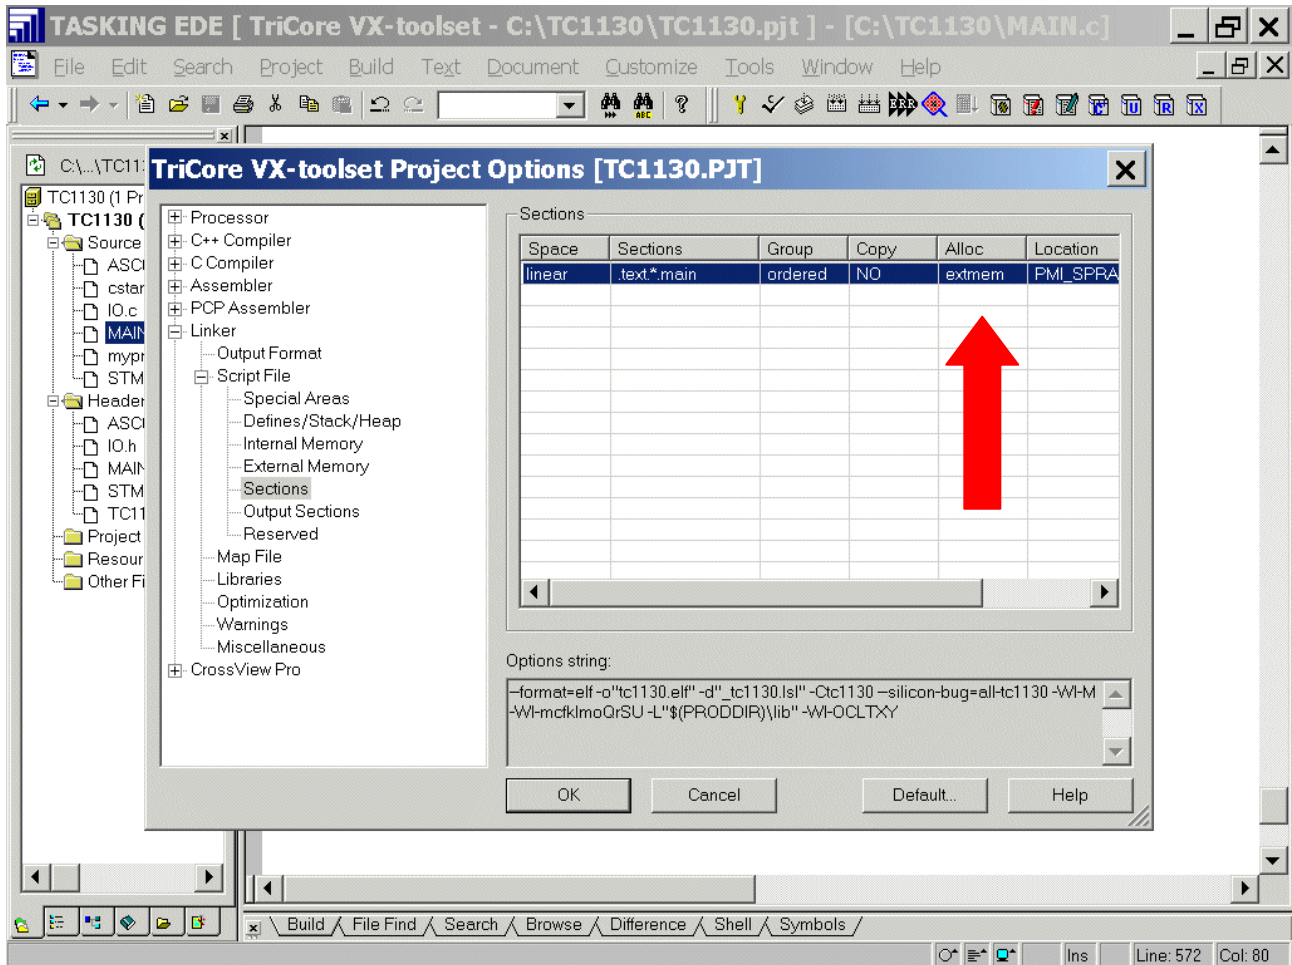 TASKING EDE [ TriCore VX-toolset - C:\TC1130\TC1130.pjt ] - [C:\TC1130\MAIN.c]
File Edit Search Project Build Text Document Customize Tools Window Help
C:\...\TC11
TriCore VX-toolset Project Options [TC1130.PJT]
TC1130 (1 Pr
TC1130 (
Source
ASC
cstar
IO.c
MAIN
mypr
STM
Header
ASC
IO.h
MAIN
STM
TC11
Project
Resour
Other Fi
Processor
C++ Compiler
C Compiler
Assembler
PCP Assembler
Linker
Output Format
Script File
Special Areas
Defines/Stack/Heap
Internal Memory
External Memory
Sections
Output Sections
Reserved
Map File
Libraries
Optimization
Warnings
Miscellaneous
CrossView Pro
Sections
Space Sections Group Copy Alloc Location
linear .text.*.main ordered NO extmem PMI_SPRA
Options string:
--format=elf -o"tc1130.elf" -d"_tc1130.lsl" -Ctc1130 --silicon-bug=all-tc1130 -Wl-M
-Wl-mcfklmoQrSU -L"$(PRODDIR)\lib" -Wl-OCLTXY
OK Cancel Default... Help
Build File Find Search Browse Difference Shell Symbols
Ins Line: 572 Col: 80